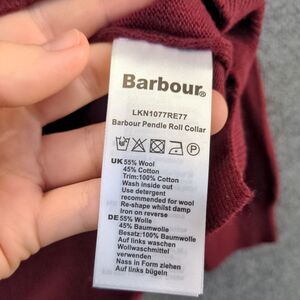 Barbour®
LKN1077RE77
Barbour Pendle Roll Collar
UK 55% Wool
45% Cotton
Trim:100% Cotton
Wash inside out
Use detergent
recommended for wool
Re-shape whilst damp
Iron on reverse
DE 55% Wolle
45% Baumwolle
Besatz:100% Baumwolle
Auf links waschen
Wollwaschmittel
verwenden
Nass in Form ziehen
Auf links bügeln